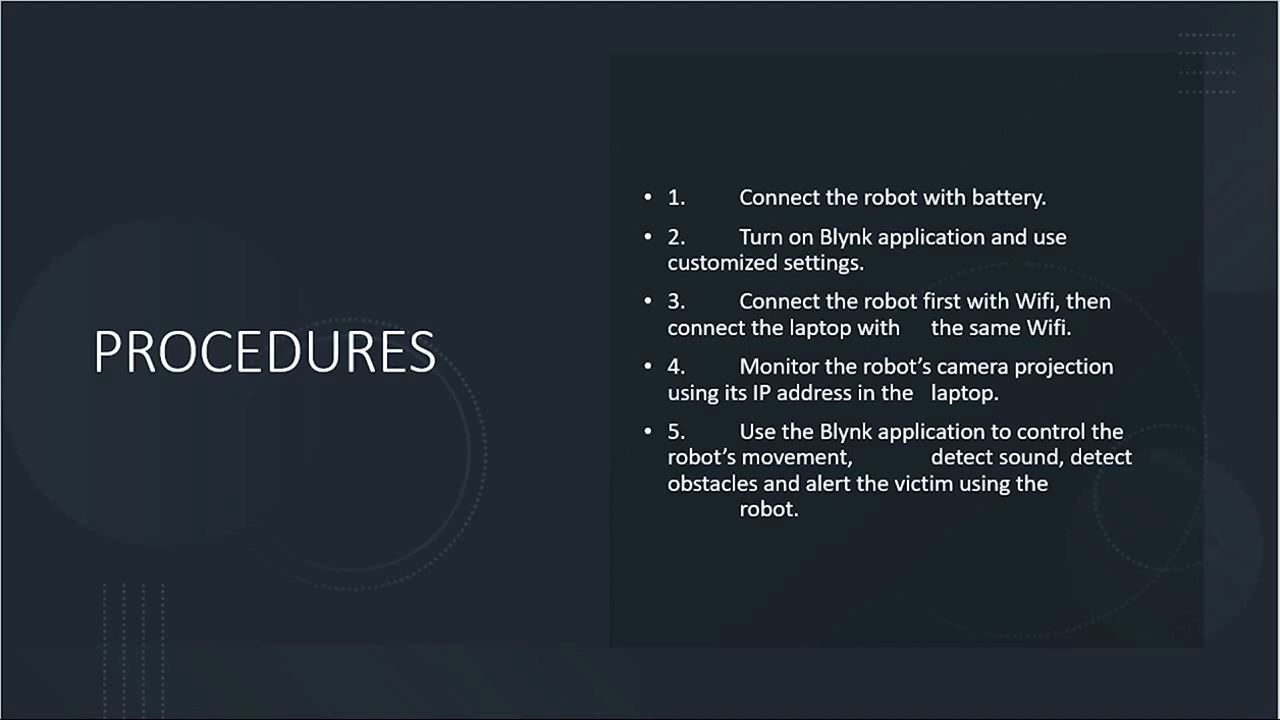 PROCEDURES
• 1. Connect the robot with battery.
• 2. Turn on Blynk application and use
customized settings.
• 3. Connect the robot first with Wifi, then
connect the laptop with the same Wifi.
• 4. Monitor the robot’s camera projection
using its IP address in the laptop.
• 5. Use the Blynk application to control the
robot’s movement, detect sound, detect
obstacles and alert the victim using the
robot.